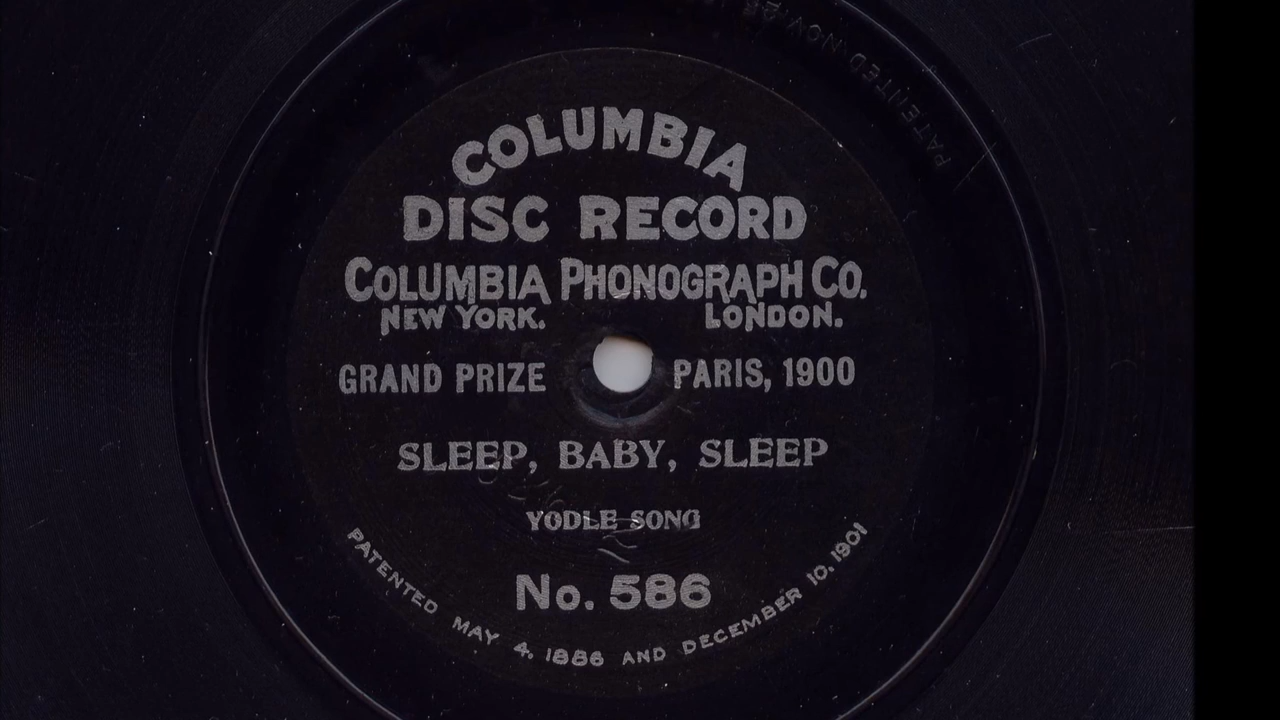 COLUMBIA
DISC RECORD
COLUMBIA PHONOGRAPH CO.
NEW YORK. LONDON.
GRAND PRIZE PARIS, 1900
SLEEP, BABY, SLEEP
YODLE SONG
No. 586
PATENTED MAY 4, 1886 AND DECEMBER 10, 1901
PATENTED NOV. 25